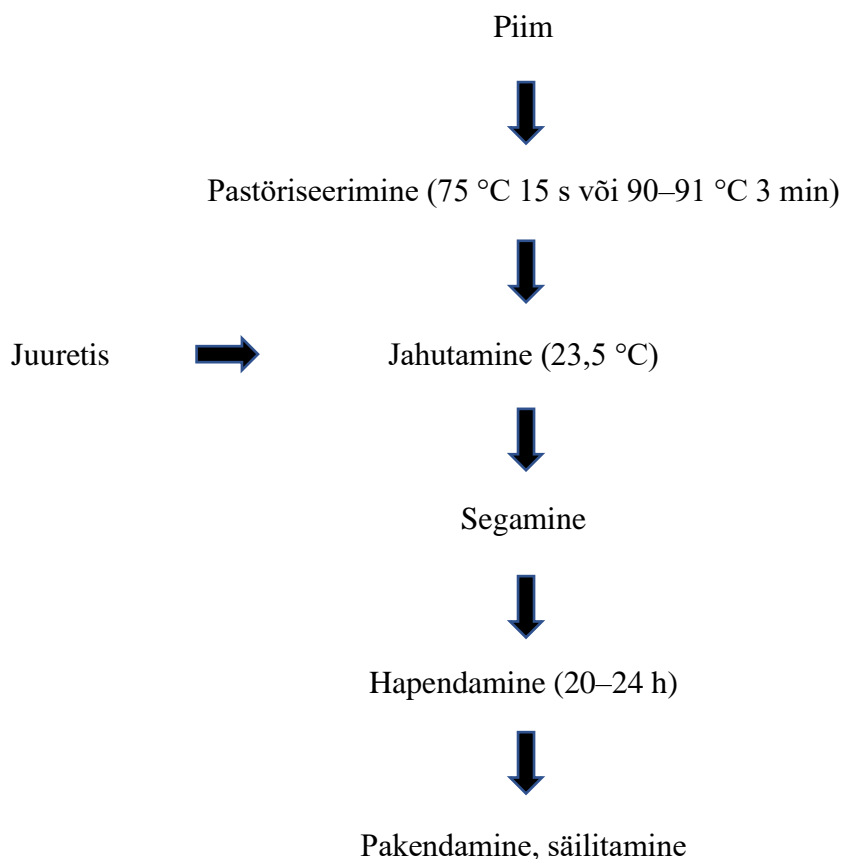 Piim
Pastöriseerimine (75 °C 15 s või 90–91 °C 3 min)
Juuretis
Jahutamine (23,5 °C)
Segamine
Hapendamine (20–24 h)
Pakendamine, säilitamine